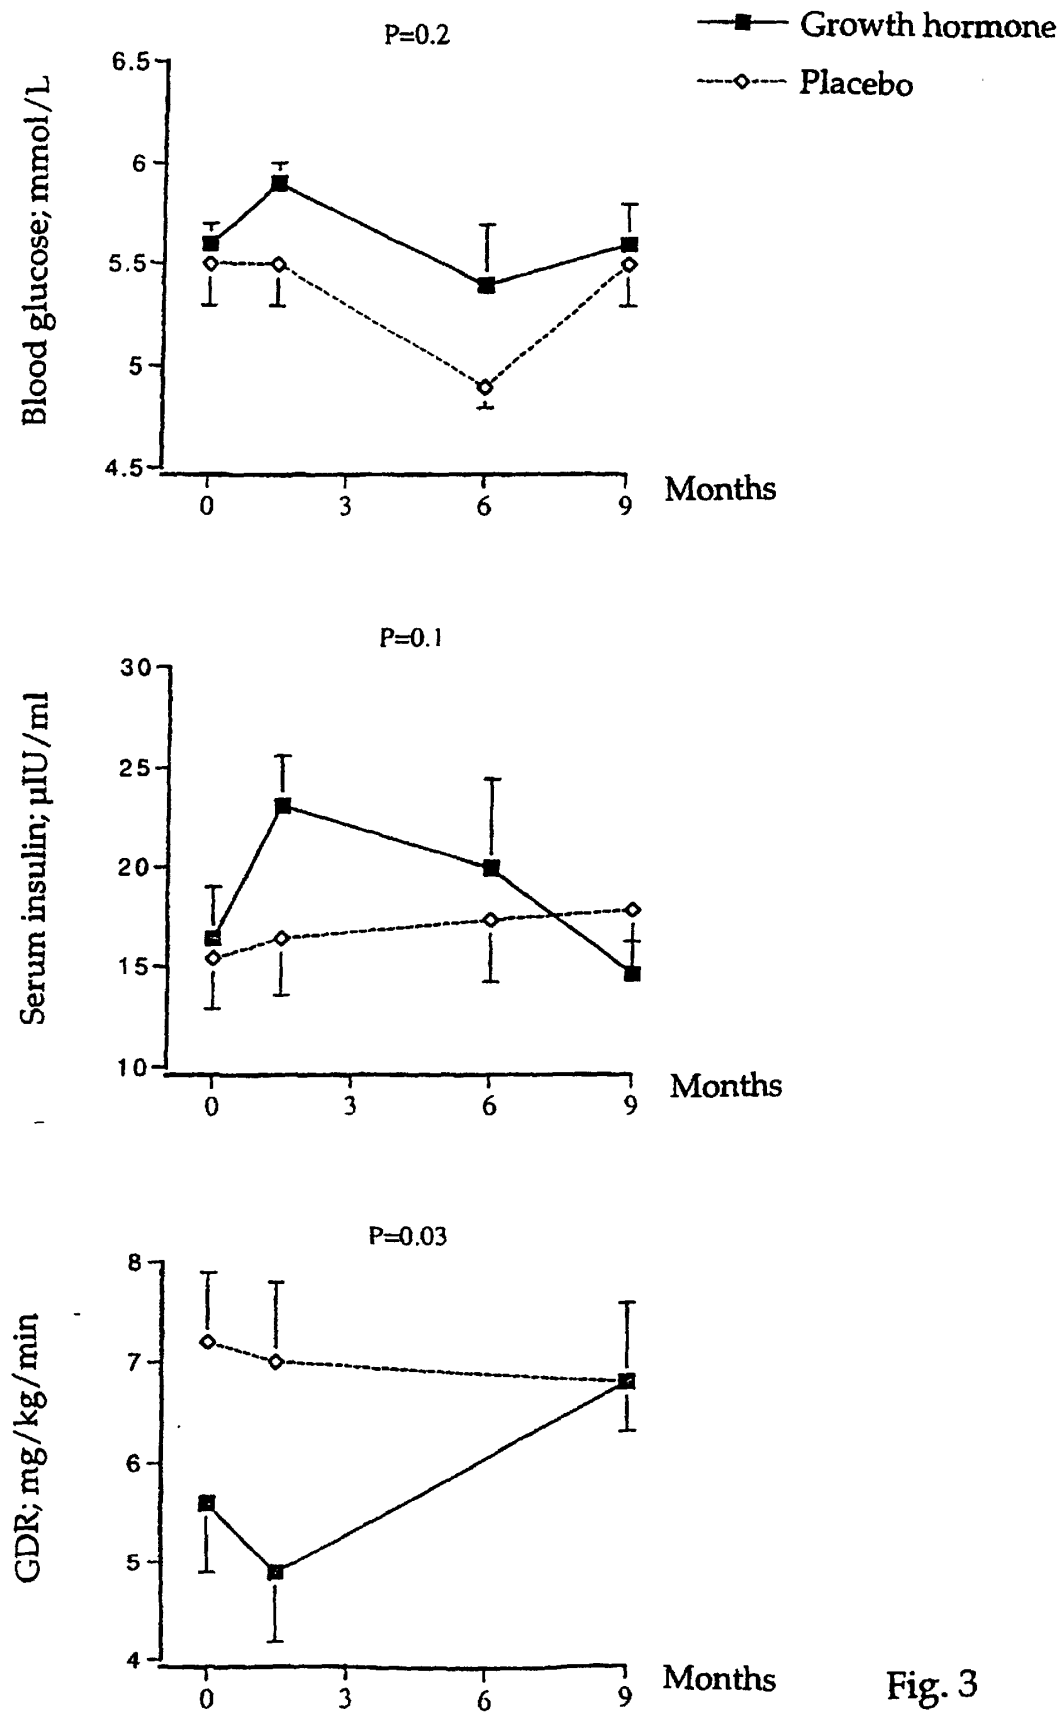 P=0.2
Growth hormone
Placebo
Blood glucose; mmol/L
6.5
6
5.5
5
4.5
0 3 6 9 Months
P=0.1
Serum insulin; µIU/ml
30
25
20
15
10
0 3 6 9 Months
P=0.03
GDR; mg/kg/min
8
7
6
5
4
0 3 6 9 Months
Fig. 3